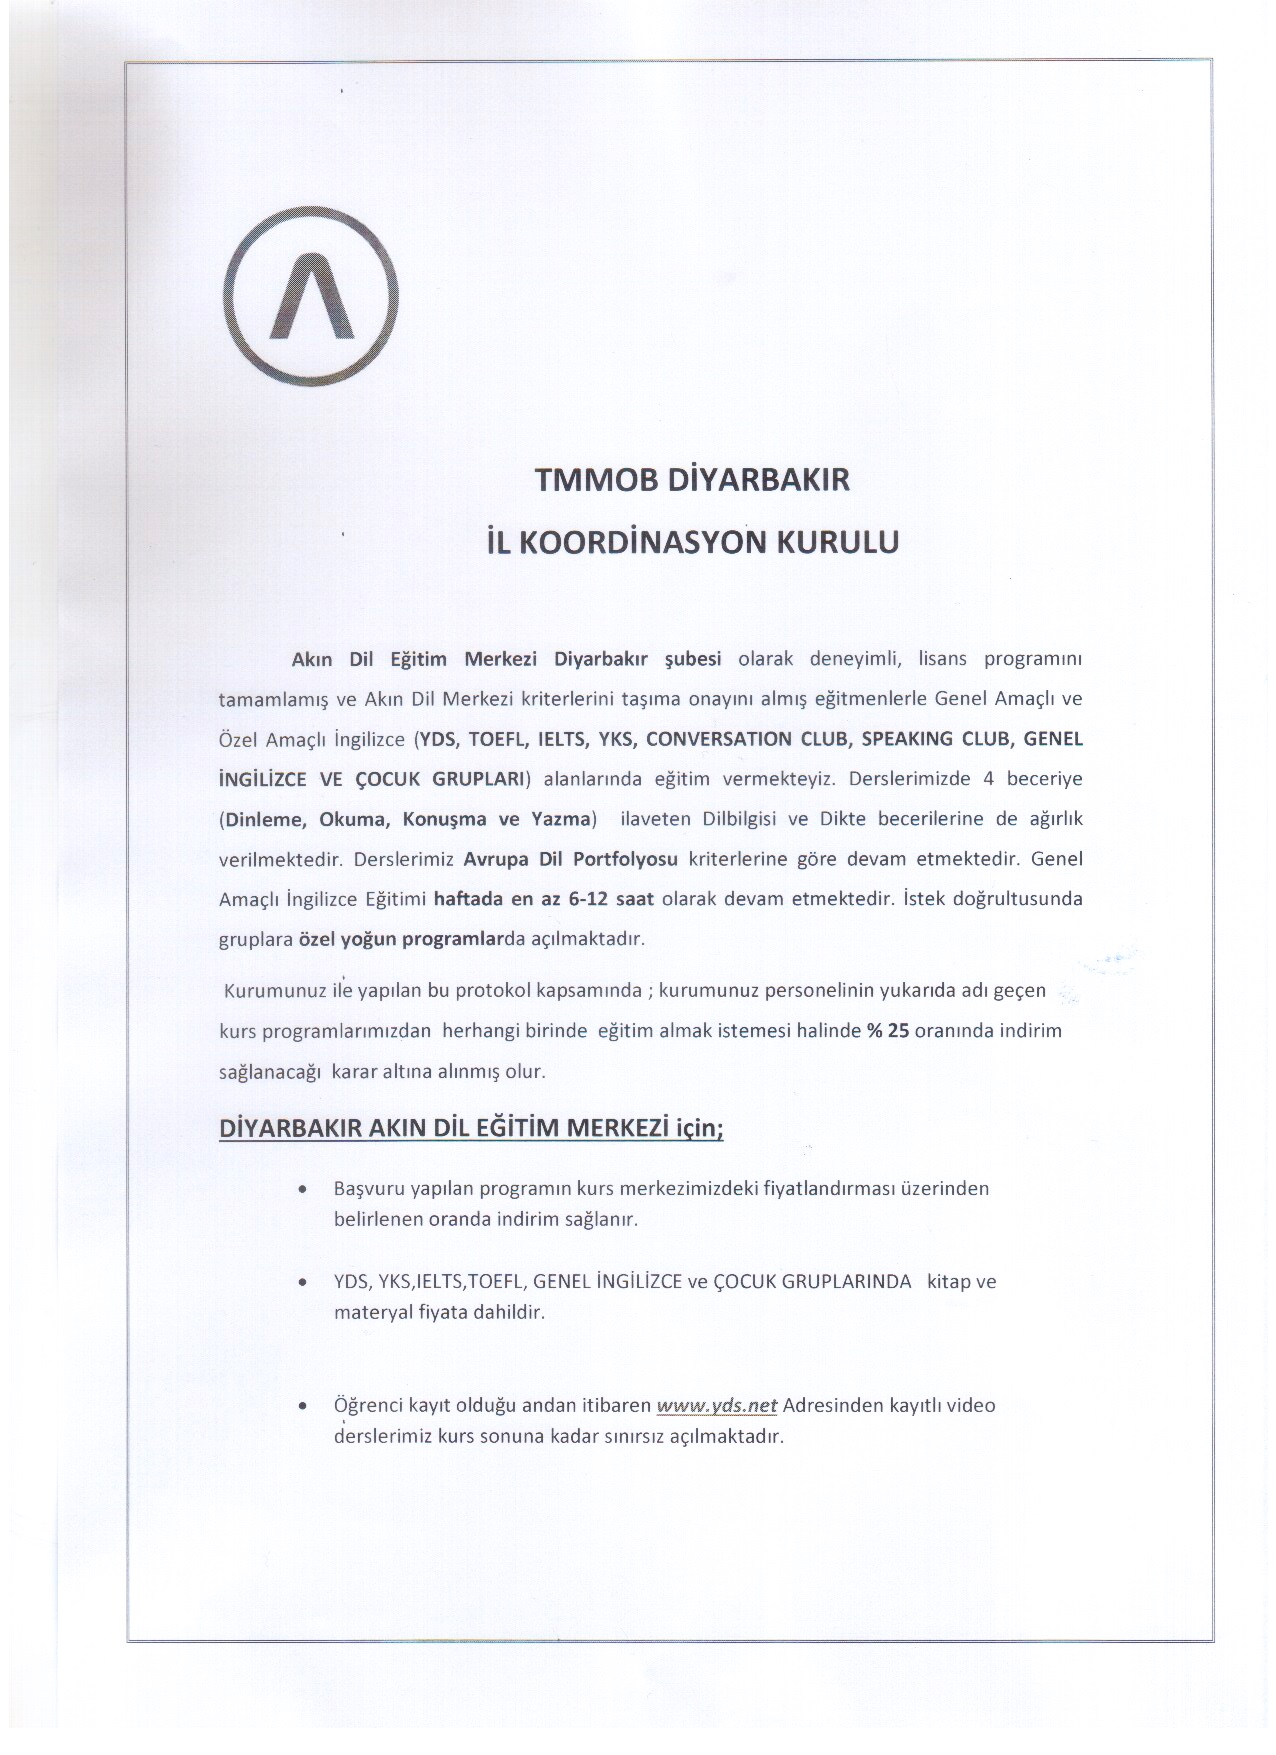 TMMOB DİYARBAKIR
İL KOORDİNASYON KURULU
Akın Dil Eğitim Merkezi Diyarbakır şubesi olarak deneyimli, lisans programını
tamamlamış ve Akın Dil Merkezi kriterlerini taşıma onayını almış eğitmenlerle Genel Amaçlı ve
Özel Amaçlı İngilizce (YDS, TOEFL, IELTS, YKS, CONVERSATION CLUB, SPEAKING CLUB, GENEL
İNGİLİZCE VE ÇOCUK GRUPLARI) alanlarında eğitim vermekteyiz. Derslerimizde 4 beceriye
(Dinleme, Okuma, Konuşma ve Yazma) ilaveten Dilbilgisi ve Dikte becerilerine de ağırlık
verilmektedir. Derslerimiz Avrupa Dil Portfolyosu kriterlerine göre devam etmektedir. Genel
Amaçlı İngilizce Eğitimi haftada en az 6-12 saat olarak devam etmektedir. İstek doğrultusunda
gruplara özel yoğun programlarda açılmaktadır.
Kurumunuz ile yapılan bu protokol kapsamında ; kurumunuz personelinin yukarıda adı geçen
kurs programlarımızdan herhangi birinde eğitim almak istemesi halinde % 25 oranında indirim
sağlanacağı karar altına alınmış olur.
DİYARBAKIR AKIN DİL EĞİTİM MERKEZİ için;
• Başvuru yapılan programın kurs merkezimizdeki fiyatlandırması üzerinden
belirlenen oranda indirim sağlanır.
• YDS, YKS,IELTS,TOEFL, GENEL İNGİLİZCE ve ÇOCUK GRUPLARINDA kitap ve
materyal fiyata dahildir.
• Öğrenci kayıt olduğu andan itibaren www.yds.net Adresinden kayıtlı video
derslerimiz kurs sonuna kadar sınırsız açılmaktadır.